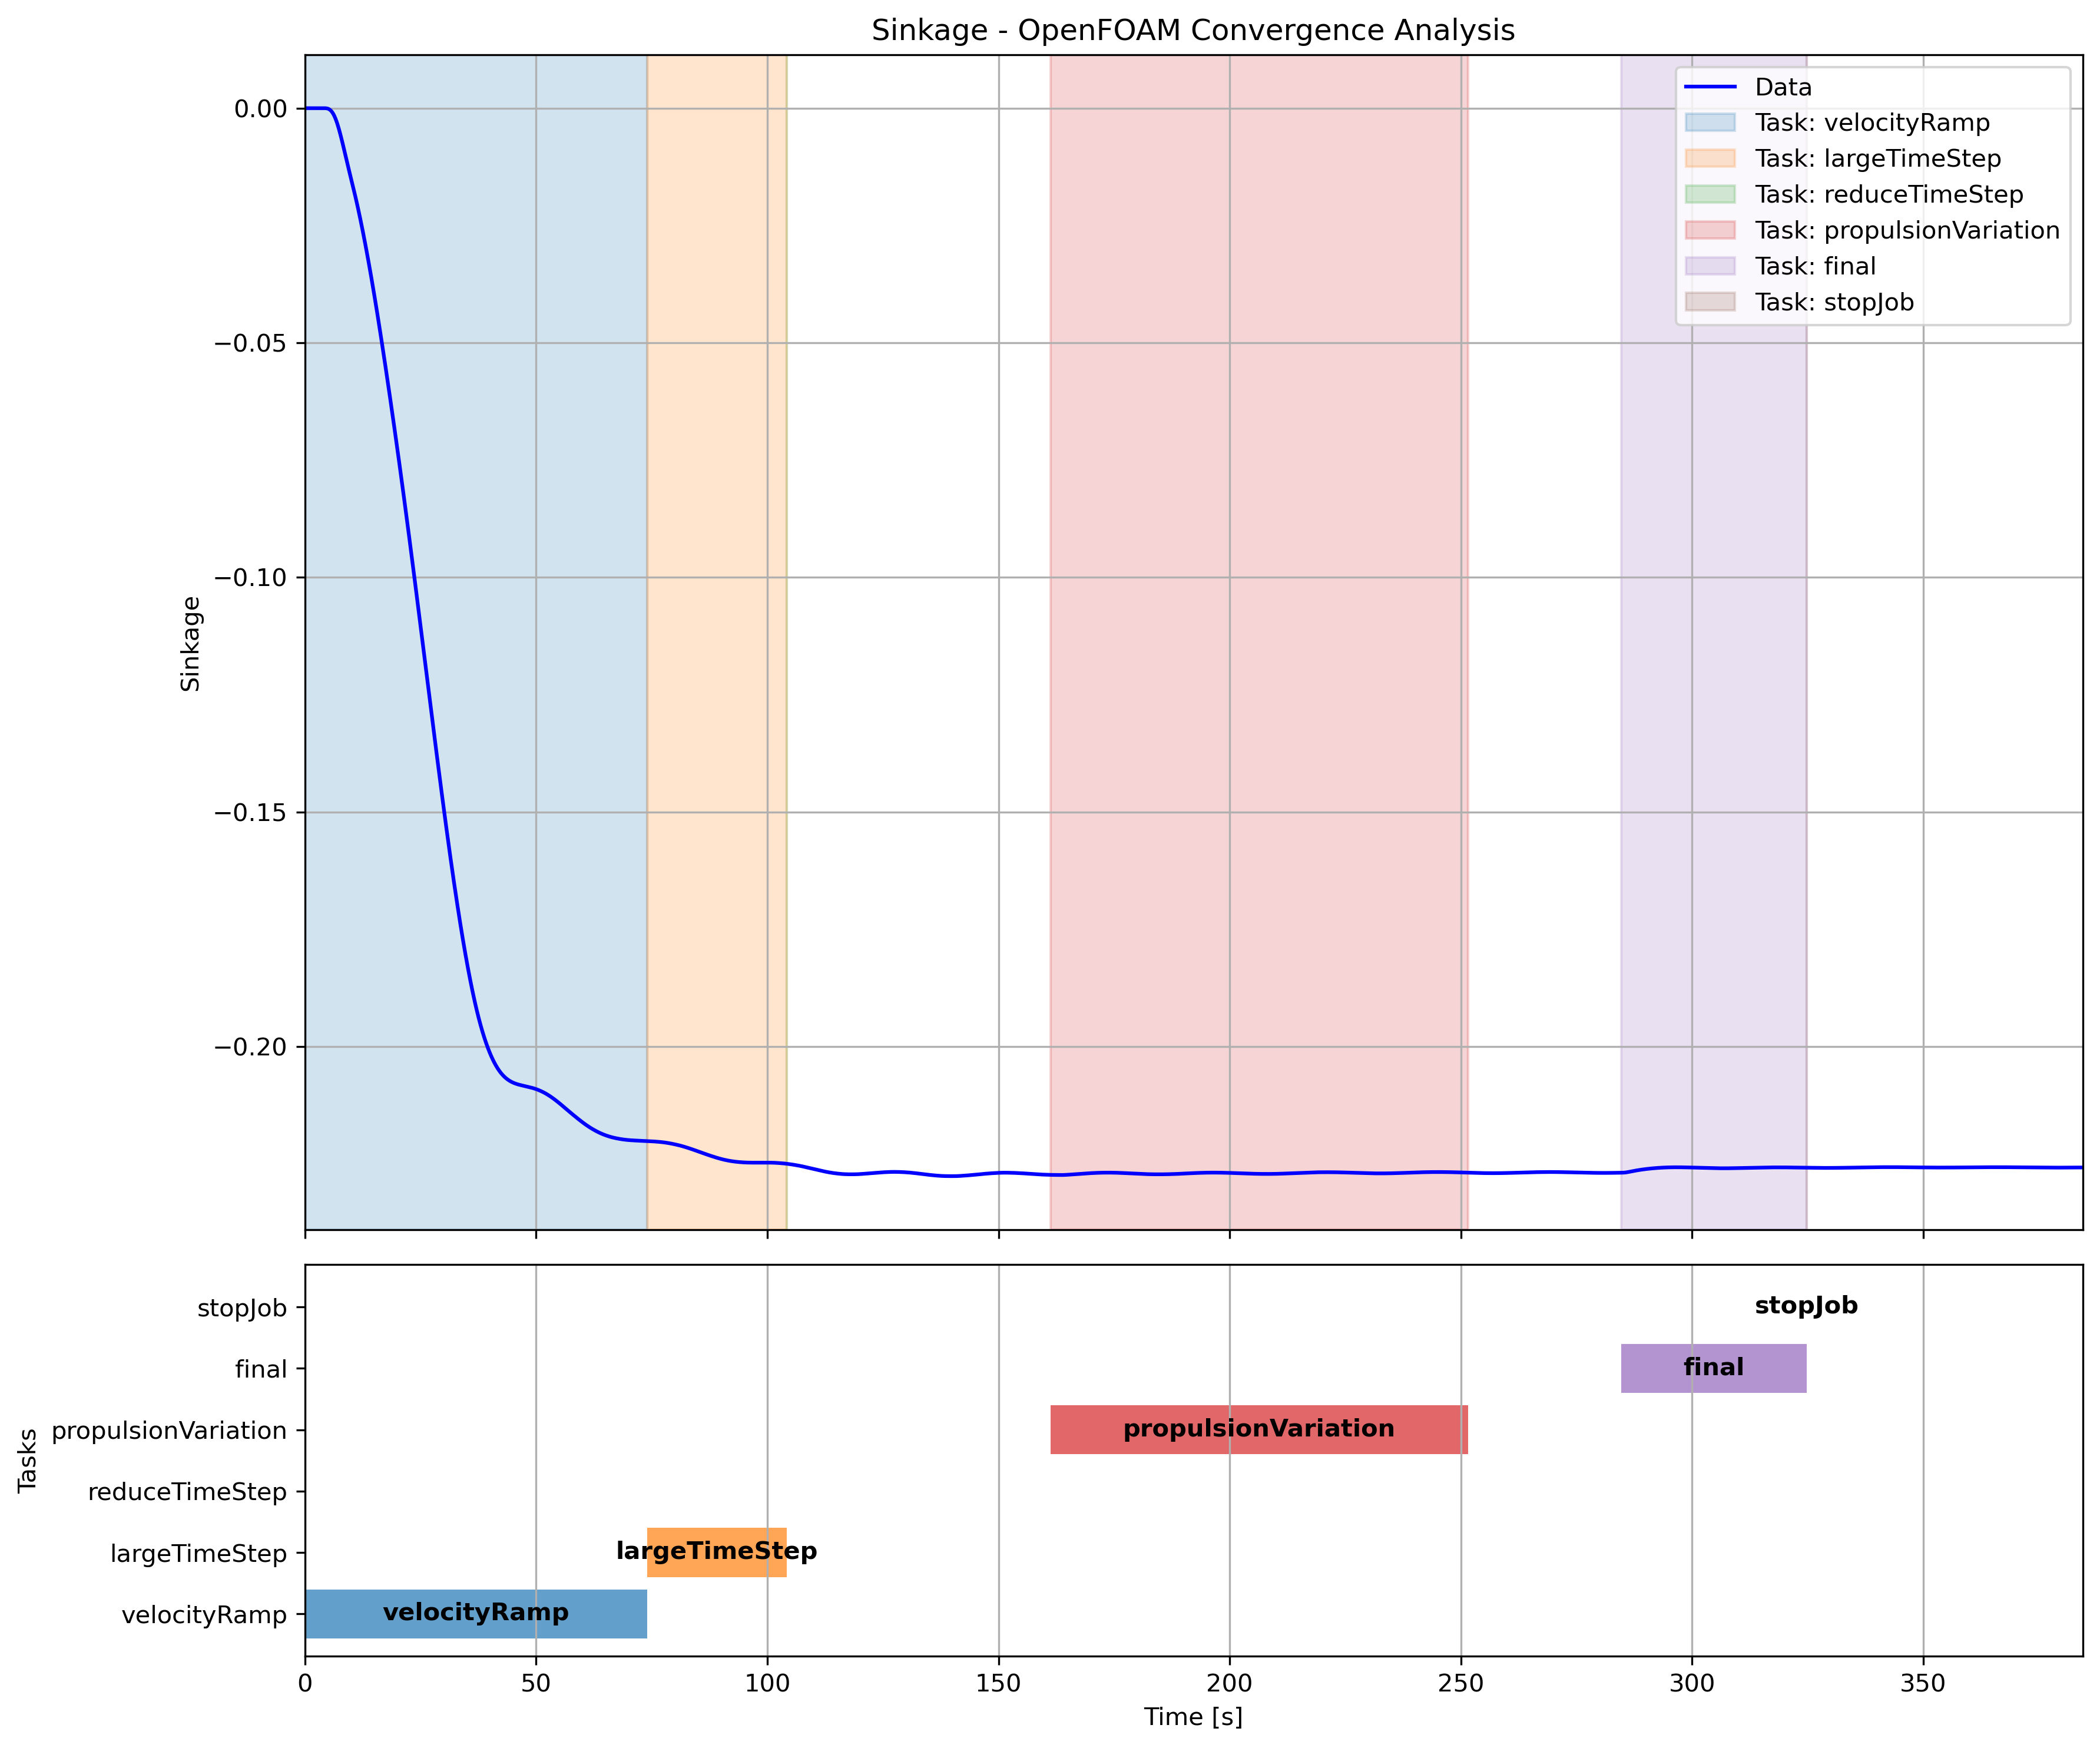 Sinkage - OpenFOAM Convergence Analysis
Data
Task: velocityRamp
Task: largeTimeStep
Task: reduceTimeStep
Task: propulsionVariation
Task: final
Task: stopJob
0.00
−0.05
−0.10
−0.15
−0.20
Sinkage
stopJob
final
propulsionVariation
reduceTimeStep
largeTimeStep
velocityRamp
Tasks
stopJob
final
propulsionVariation
largeTimeStep
velocityRamp
0 50 100 150 200 250 300 350
Time [s]